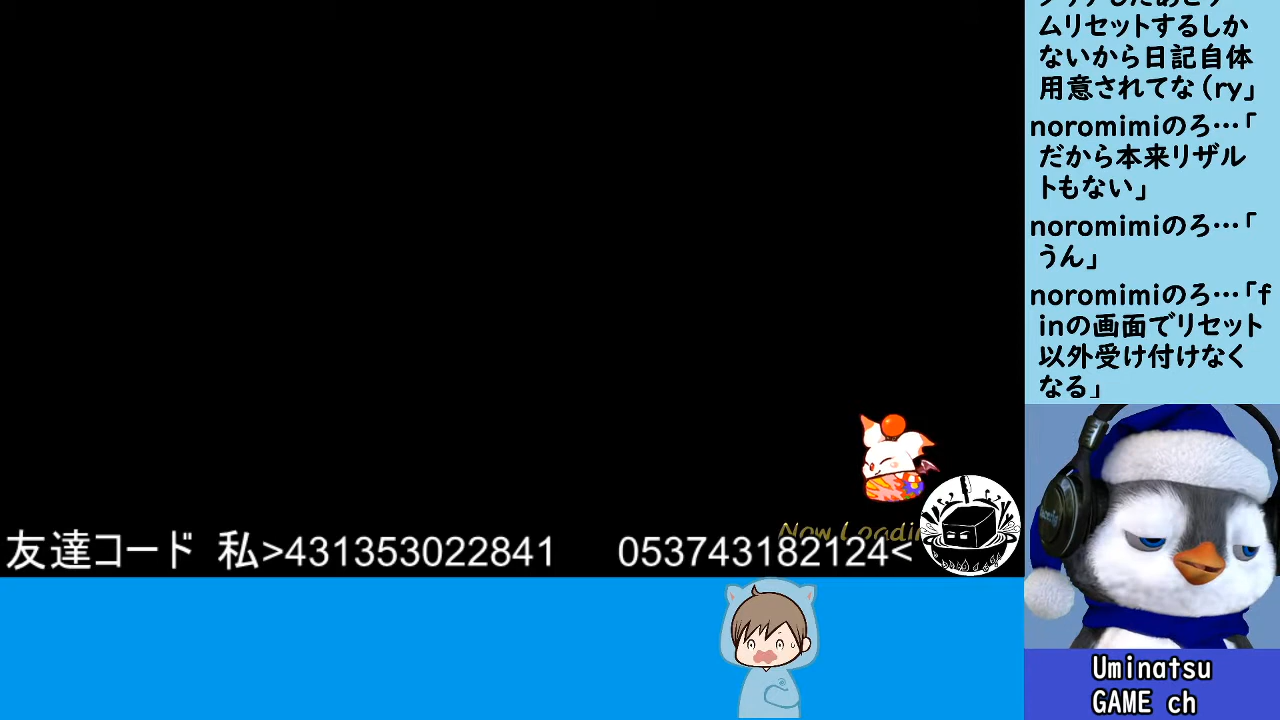 ムリセットするしか
ないから日記自体
用意されてな(ry」
noromimiのろ…「
だから本来リザル
トもない」
noromimiのろ…「
うん」
noromimiのろ…「f
inの画面でリセット
以外受け付けなく
なる」
Now Loadin
友達コード 私>431353022841 053743182124<
Uminatsu
GAME ch